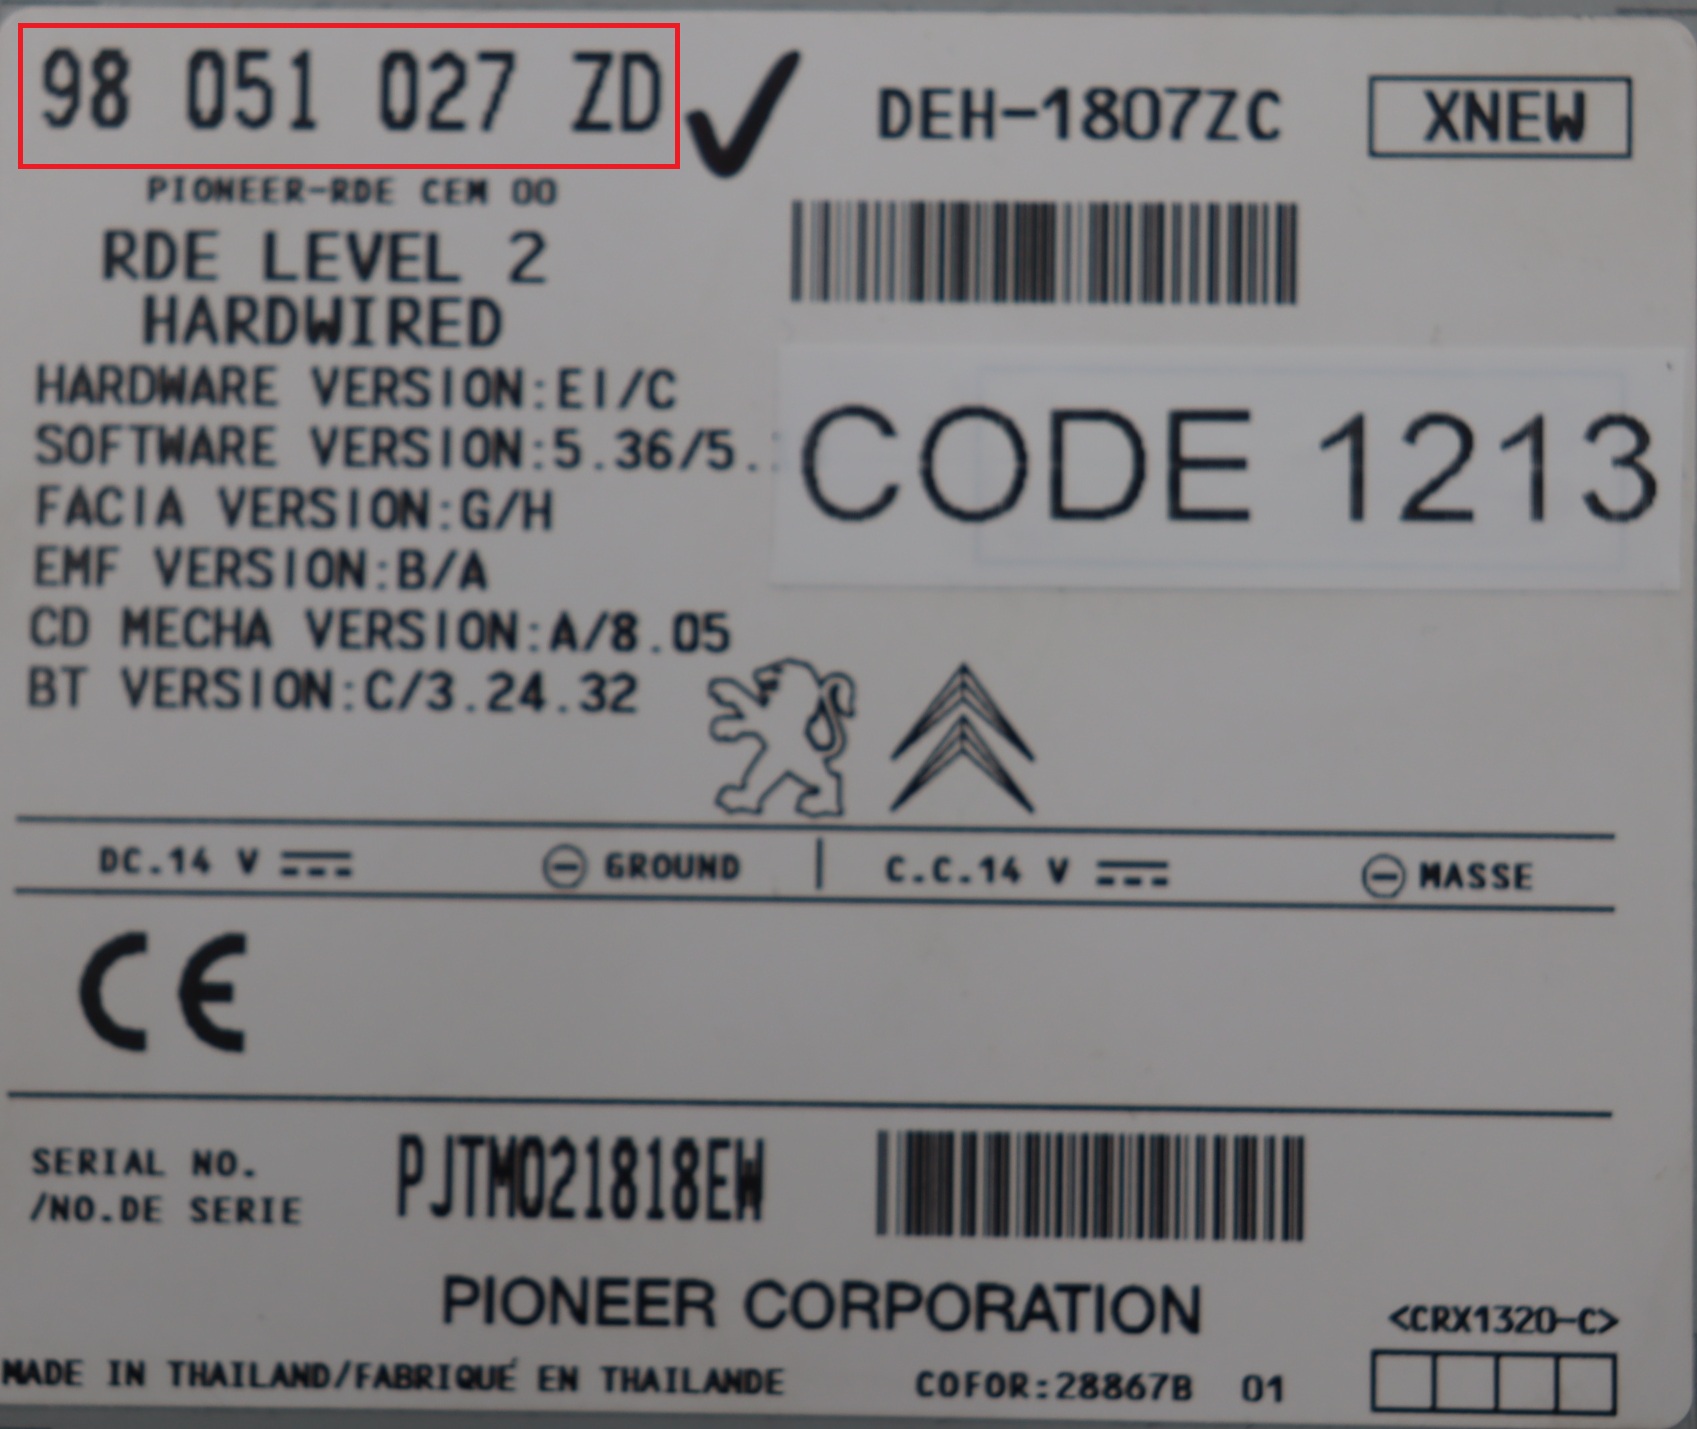 98 051 027 ZD
DEH-1807ZC
XNEW
PIONEER-RDE CEM 00
RDE LEVEL 2
HARDWIRED
HARDWARE VERSION:EI/C
SOFTWARE VERSION:5.36/5.
FACIA VERSION:G/H
EMF VERSION:B/A
CD MECHA VERSION:A/8.05
BT VERSION:C/3.24.32
CODE 1213
DC.14 V
GROUND
C.C.14 V
MASSE
CE
SERIAL NO.
/NO.DE SERIE
PJTM021818EW
PIONEER CORPORATION
<CRX1320-C>
MADE IN THAILAND/FABRIQUÉ EN THAILANDE
COFOR:28867B 01